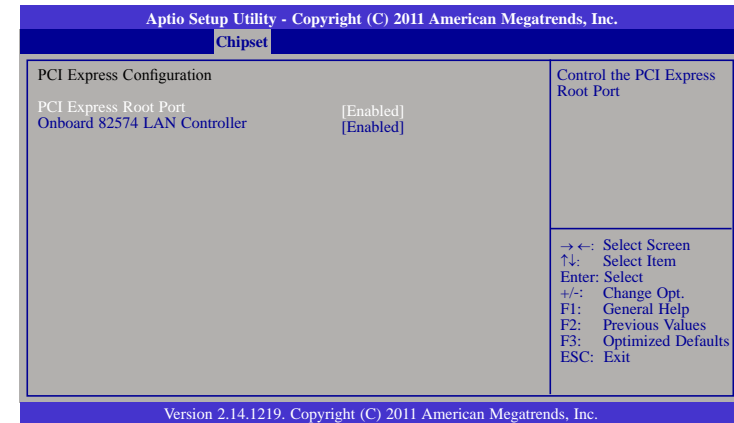 Aptio Setup Utility - Copyright (C) 2011 American Megatrends, Inc.
Chipset
PCI Express Configuration
PCI Express Root Port [Enabled]
Onboard 82574 LAN Controller [Enabled]
Control the PCI Express
Root Port
→←: Select Screen
↑↓: Select Item
Enter: Select
+/-: Change Opt.
F1: General Help
F2: Previous Values
F3: Optimized Defaults
ESC: Exit
Version 2.14.1219. Copyright (C) 2011 American Megatrends, Inc.